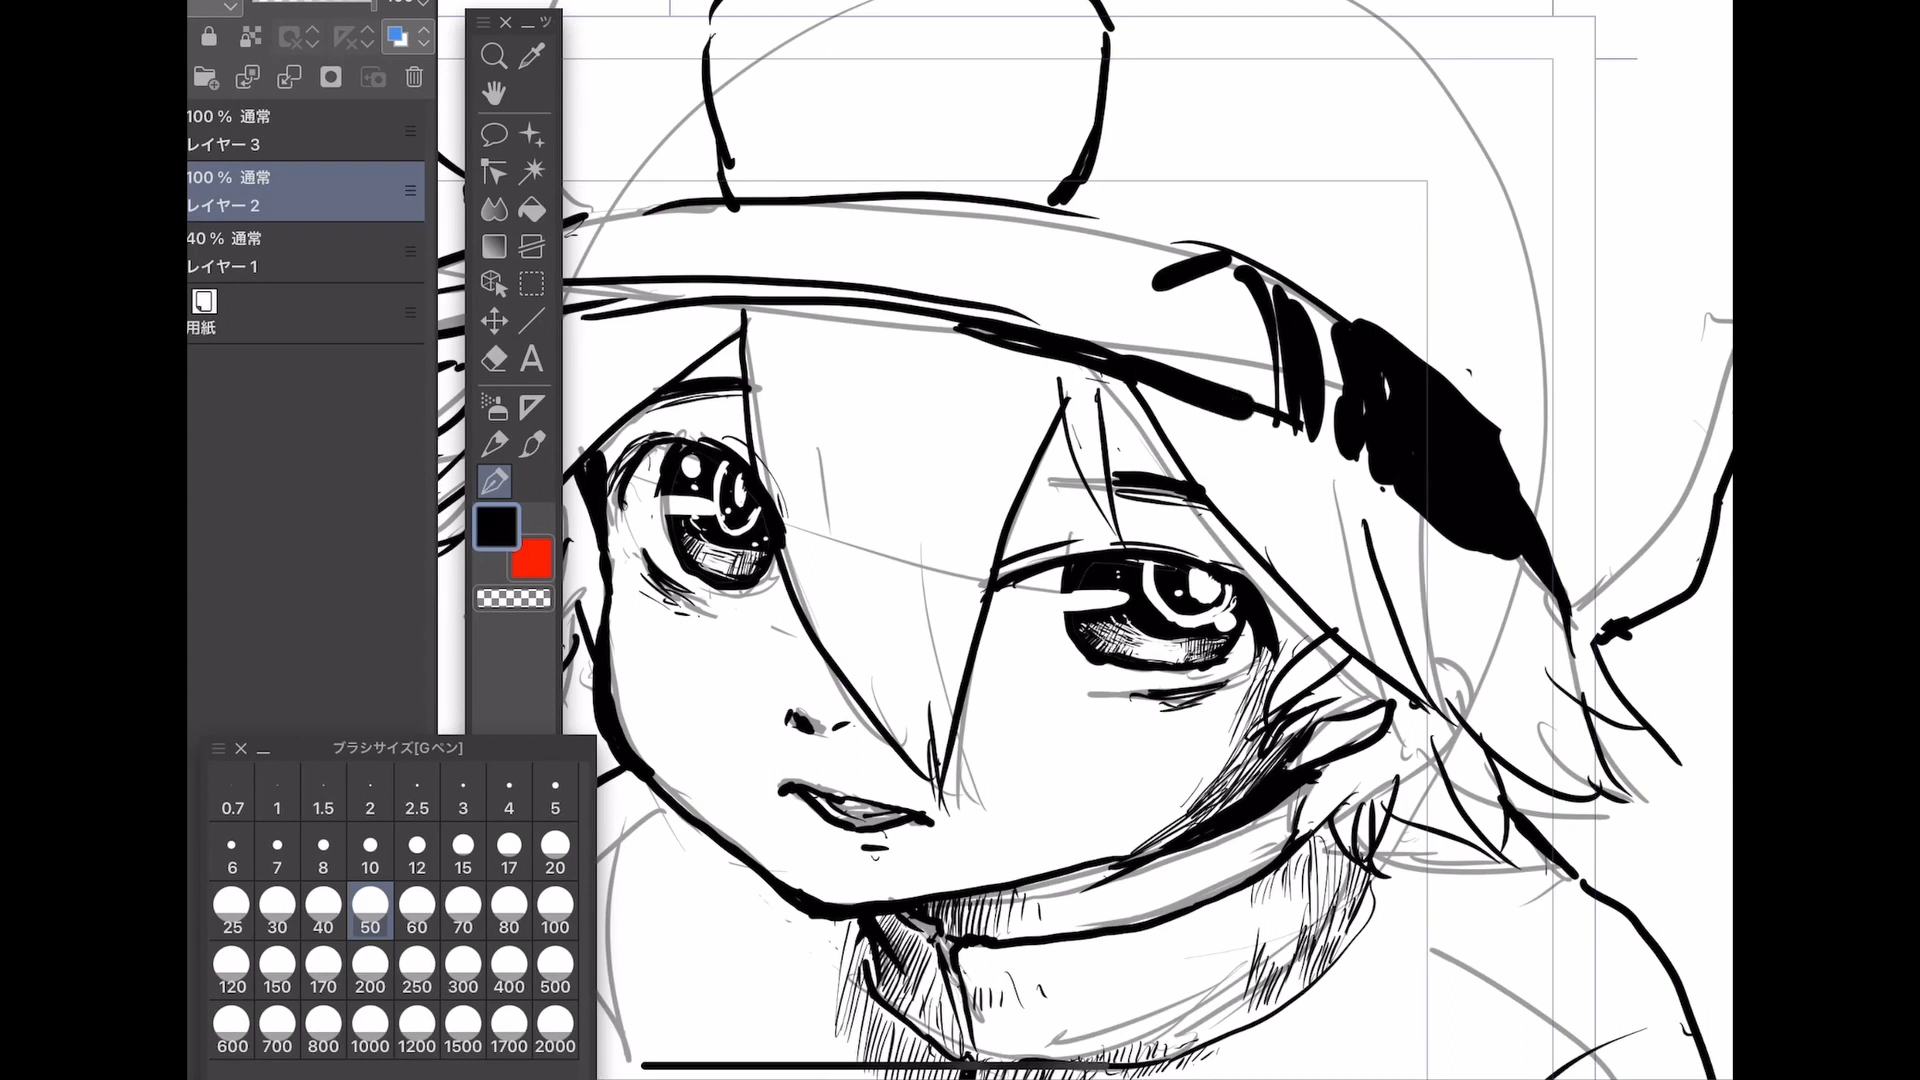 100 % 通常
レイヤー 3
100 % 通常
レイヤー 2
40 % 通常
レイヤー 1
用紙
ツ
A
ブラシサイズ[Gペン]
0.7 1 1.5 2 2.5 3 4 5
6 7 8 10 12 15 17 20
25 30 40 50 60 70 80 100
120 150 170 200 250 300 400 500
600 700 800 1000 1200 1500 1700 2000